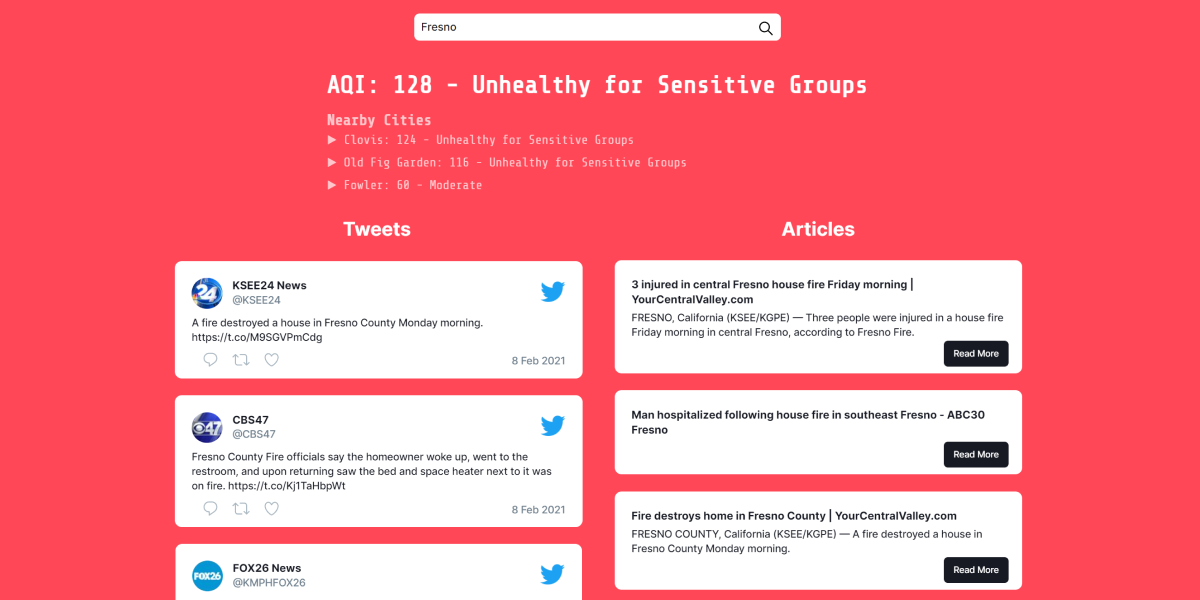 Fresno
AQI: 128 - Unhealthy for Sensitive Groups
Nearby Cities
▶ Clovis: 124 - Unhealthy for Sensitive Groups
▶ Old Fig Garden: 116 - Unhealthy for Sensitive Groups
▶ Fowler: 60 - Moderate
Tweets
24
KSEE24 News
@KSEE24
A fire destroyed a house in Fresno County Monday morning.
https://t.co/M9SGVPmCdg
8 Feb 2021
47
CBS47
@CBS47
Fresno County Fire officials say the homeowner woke up, went to the
restroom, and upon returning saw the bed and space heater next to it was
on fire. https://t.co/Kj1TaHbpWt
8 Feb 2021
FOX26
FOX26 News
@KMPHFOX26
Articles
3 injured in central Fresno house fire Friday morning |
YourCentralValley.com
FRESNO, California (KSEE/KGPE) — Three people were injured in a house fire
Friday morning in central Fresno, according to Fresno Fire.
Read More
Man hospitalized following house fire in southeast Fresno - ABC30
Fresno
Read More
Fire destroys home in Fresno County | YourCentralValley.com
FRESNO COUNTY, California (KSEE/KGPE) — A fire destroyed a house in
Fresno County Monday morning.
Read More